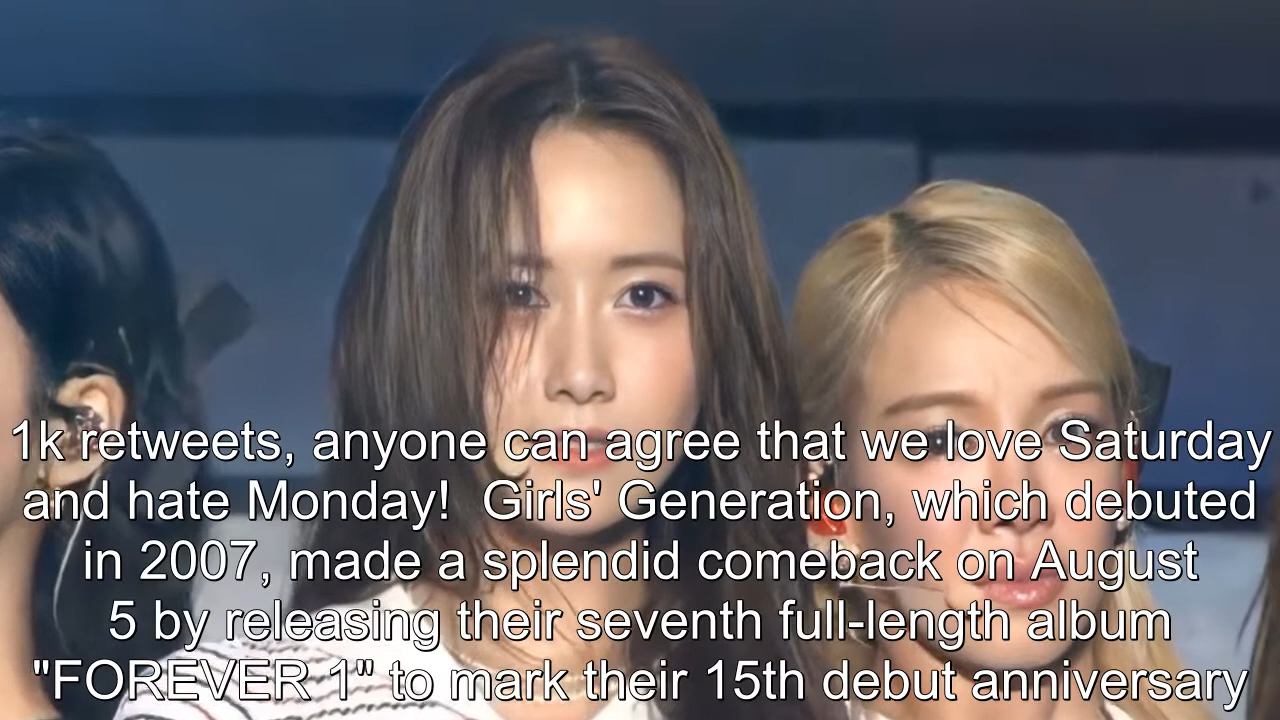 1k retweets, anyone can agree that we love Saturday
and hate Monday!  Girls' Generation, which debuted
in 2007, made a splendid comeback on August
5 by releasing their seventh full-length album
"FOREVER 1" to mark their 15th debut anniversary